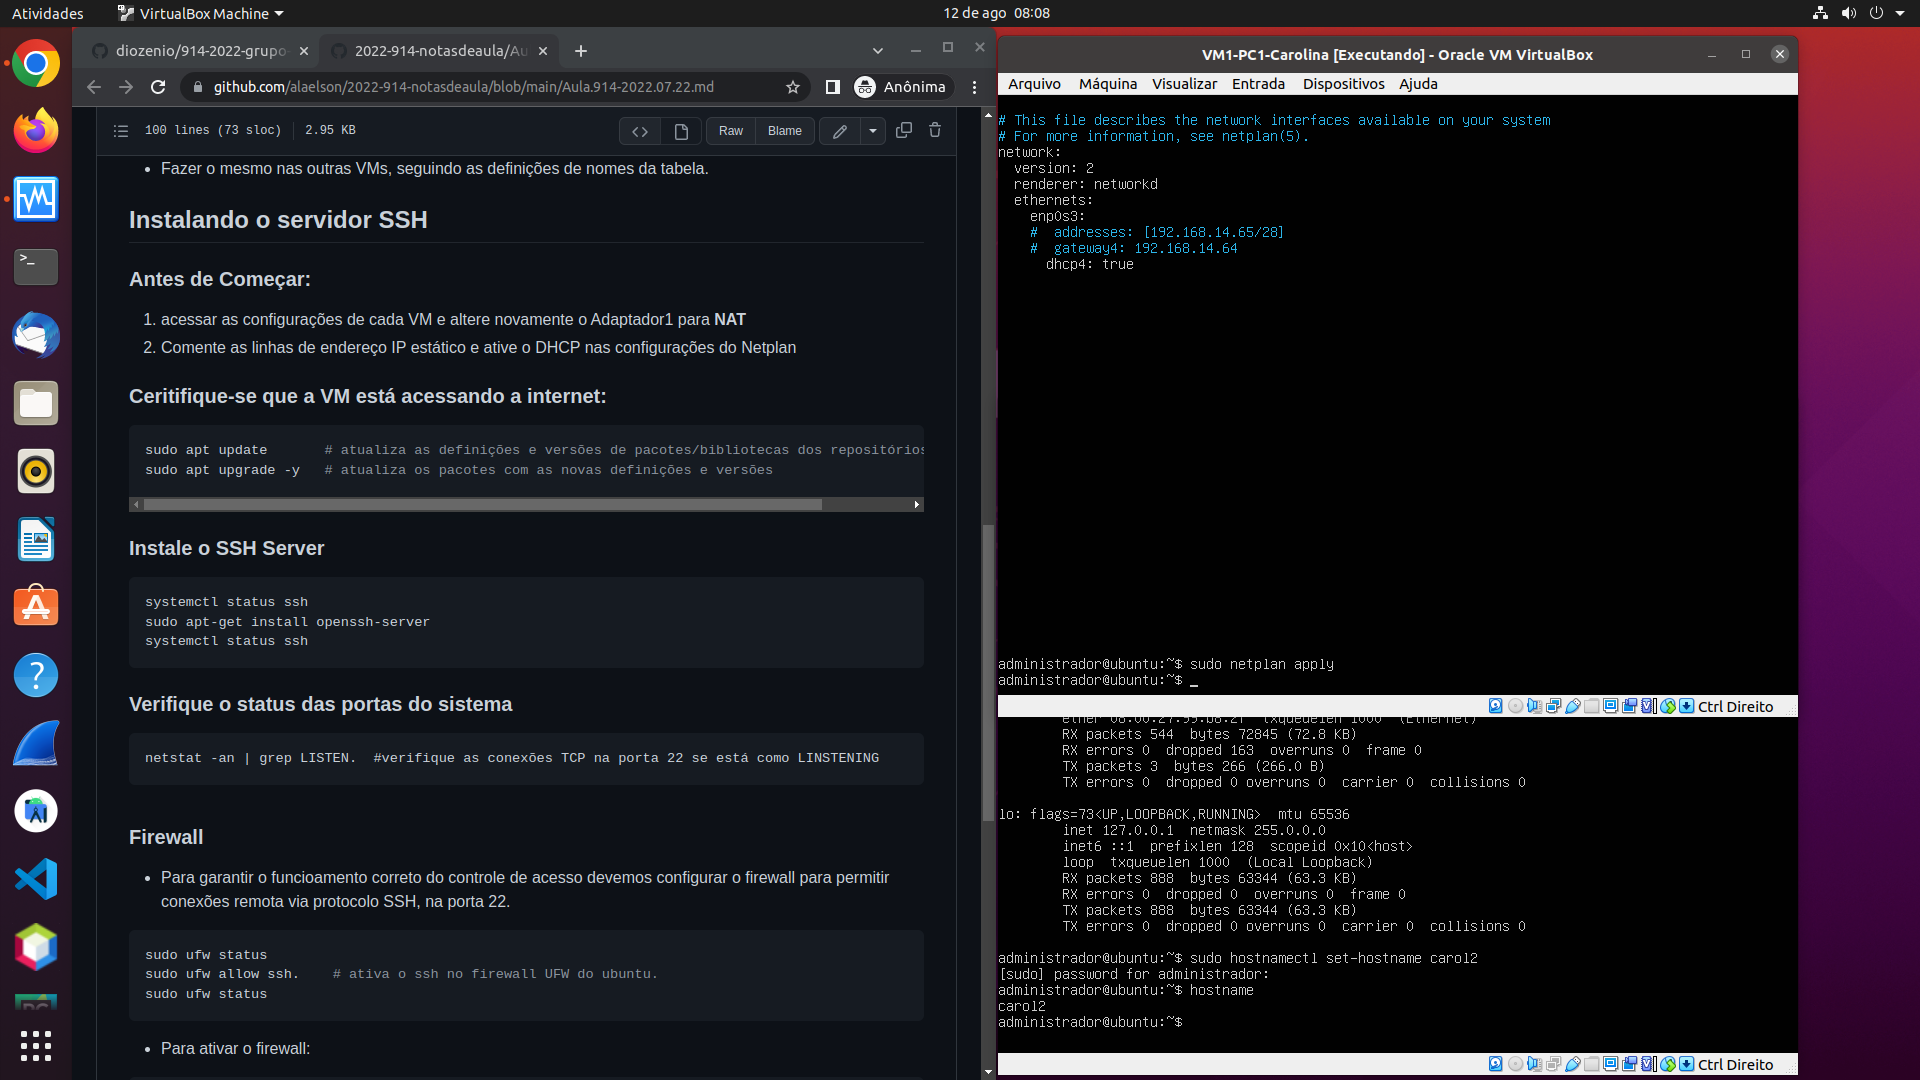 Atividades
VirtualBox Machine
12 de ago 08:08
diozenio/914-2022-grupo-
2022-914-notasdeaula/Au
github.com/alaelson/2022-914-notasdeaula/blob/main/Aula.914-2022.07.22.md
Anônima
100 lines (73 sloc)
2.95 KB
Raw
Blame
Fazer o mesmo nas outras VMs, seguindo as definições de nomes da tabela.
Instalando o servidor SSH
Antes de Começar:
1. acessar as configurações de cada VM e altere novamente o Adaptador1 para NAT
2. Comente as linhas de endereço IP estático e ative o DHCP nas configurações do Netplan
Ceritifique-se que a VM está acessando a internet:
sudo apt update       # atualiza as definições e versões de pacotes/bibliotecas dos repositórios
sudo apt upgrade -y   # atualiza os pacotes com as novas definições e versões
Instale o SSH Server
systemctl status ssh
sudo apt-get install openssh-server
systemctl status ssh
Verifique o status das portas do sistema
netstat -an | grep LISTEN.  #verifique as conexões TCP na porta 22 se está como LINSTENING
Firewall
Para garantir o funcioamento correto do controle de acesso devemos configurar o firewall para permitir
conexões remota via protocolo SSH, na porta 22.
sudo ufw status
sudo ufw allow ssh.    # ativa o ssh no firewall UFW do ubuntu.
sudo ufw status
Para ativar o firewall:
VM1-PC1-Carolina [Executando] - Oracle VM VirtualBox
Arquivo Máquina Visualizar Entrada Dispositivos Ajuda
# This file describes the network interfaces available on your system
# For more information, see netplan(5).
network:
  version: 2
  renderer: networkd
  ethernets:
    enp0s3:
    #  addresses: [192.168.14.65/28]
    #  gateway4: 192.168.14.64
      dhcp4: true
administrador@ubuntu:~$ sudo netplan apply
administrador@ubuntu:~$ _
Ctrl Direito
ether 08:00:27:99:b8:2f  txqueuelen 1000  (Ethernet)
RX packets 544  bytes 72845 (72.8 KB)
RX errors 0  dropped 163  overruns 0  frame 0
TX packets 3  bytes 266 (266.0 B)
TX errors 0  dropped 0 overruns 0  carrier 0  collisions 0
lo: flags=73<UP,LOOPBACK,RUNNING>  mtu 65536
inet 127.0.0.1  netmask 255.0.0.0
inet6 ::1  prefixlen 128  scopeid 0x10<host>
loop  txqueuelen 1000  (Local Loopback)
RX packets 888  bytes 63344 (63.3 KB)
RX errors 0  dropped 0  overruns 0  frame 0
TX packets 888  bytes 63344 (63.3 KB)
TX errors 0  dropped 0 overruns 0  carrier 0  collisions 0
administrador@ubuntu:~$ sudo hostnamectl set-hostname carol2
[sudo] password for administrador:
administrador@ubuntu:~$ hostname
carol2
administrador@ubuntu:~$
Ctrl Direito